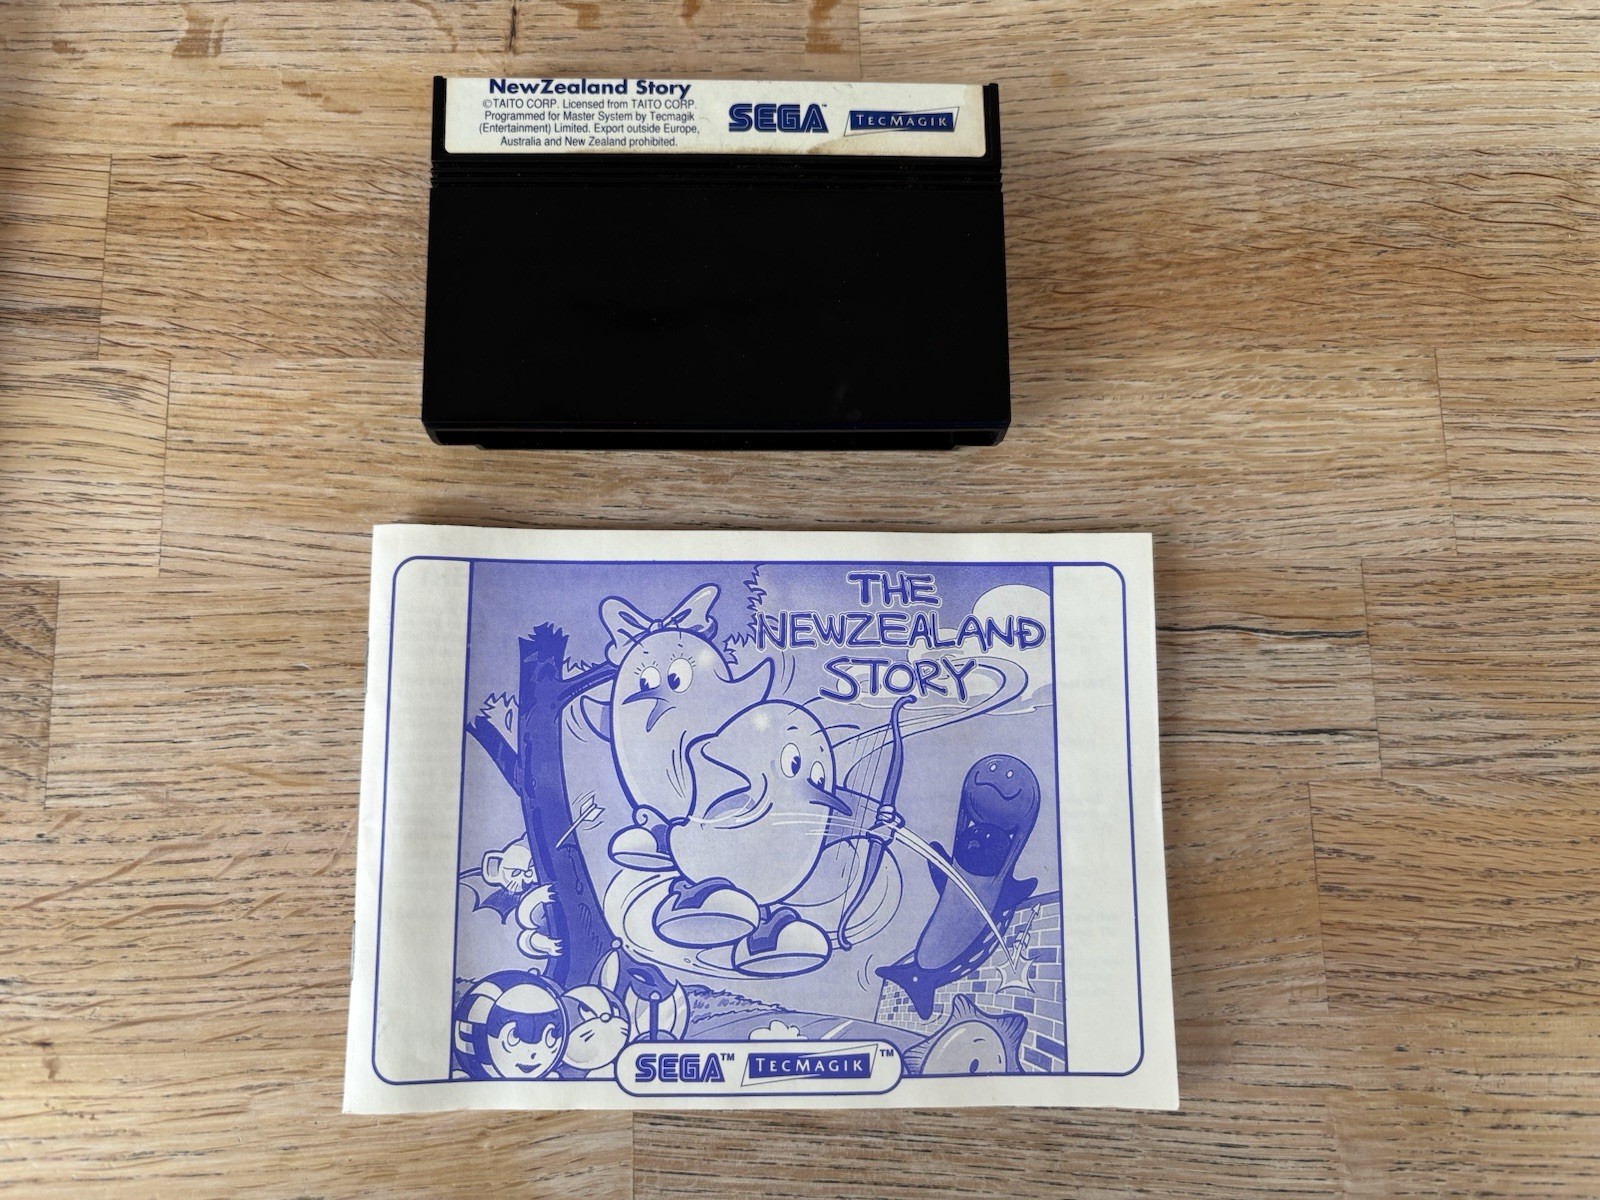 NewZealand Story
©TAITO CORP. Licensed from TAITO CORP.
Programmed for Master System by Tecmagik
(Entertainment) Limited. Export outside Europe,
Australia and New Zealand prohibited.
SEGA™ TECMAGIK
THE
NEWZEALAND
STORY
SEGA™ TECMAGIK™